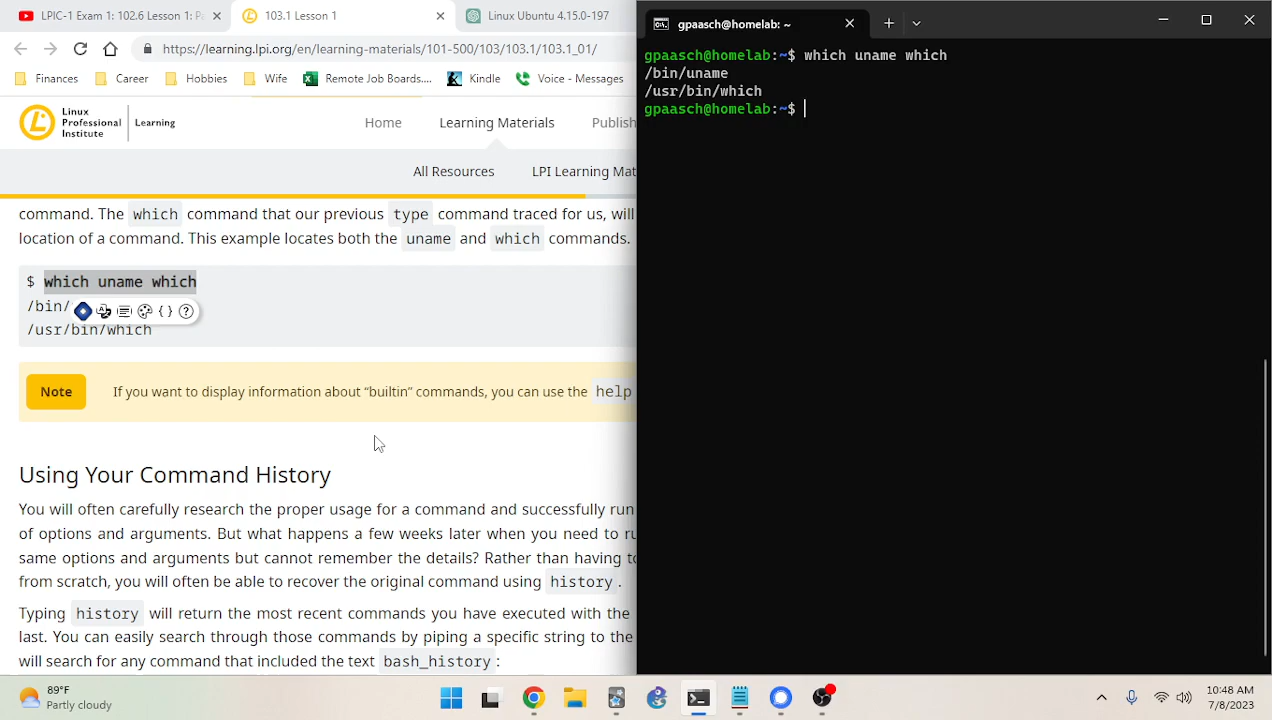 LPIC-1 Exam 1: 102.6 Lesson 1: Pa
103.1 Lesson 1
Linux Ubuntu 4.15.0-197
gpaasch@homelab: ~
https://learning.lpi.org/en/learning-materials/101-500/103/103.1/103.1_01/
Finances
Career
Hobbies
Wife
Remote Job Boards....
Kindle
Voice - Messages
Linux
Professional
Institute
Learning
Home
Learning Materials
Publish
All Resources
LPI Learning Mat
command. The which command that our previous type command traced for us, will
location of a command. This example locates both the uname and which commands.
$ which uname which
/bin/
/usr/bin/which
Note
If you want to display information about “builtin” commands, you can use the help
Using Your Command History
You will often carefully research the proper usage for a command and successfully run
of options and arguments. But what happens a few weeks later when you need to ru
same options and arguments but cannot remember the details? Rather than having to
from scratch, you will often be able to recover the original command using history.
Typing history will return the most recent commands you have executed with the
last. You can easily search through those commands by piping a specific string to the
will search for any command that included the text bash_history:
gpaasch@homelab:~$ which uname which
/bin/uname
/usr/bin/which
gpaasch@homelab:~$
89°F
Partly cloudy
10:48 AM
7/8/2023